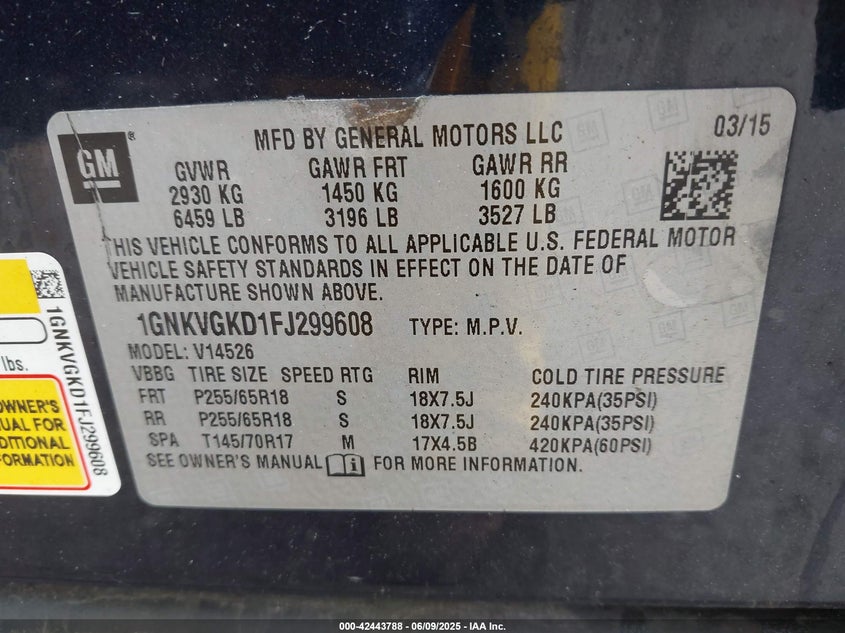 MFD BY GENERAL MOTORS LLC
03/15
GM
®
GVWR GAWR FRT GAWR RR
2930 KG 1450 KG 1600 KG
6459 LB 3196 LB 3527 LB
THIS VEHICLE CONFORMS TO ALL APPLICABLE U.S. FEDERAL MOTOR
VEHICLE SAFETY STANDARDS IN EFFECT ON THE DATE OF
MANUFACTURE SHOWN ABOVE.
1GNKVGKD1FJ299608 TYPE: M.P.V.
MODEL: V14526
VBBG TIRE SIZE SPEED RTG RIM COLD TIRE PRESSURE
FRT P255/65R18 S 18X7.5J 240KPA(35PSI)
RR P255/65R18 S 18X7.5J 240KPA(35PSI)
SPA T145/70R17 M 17X4.5B 420KPA(60PSI)
SEE OWNER'S MANUAL i FOR MORE INFORMATION.
lbs.
OWNER'S
UAL FOR
DITIONAL
FORMATION
1GNKVGKD1FJ299608
000-42443788 - 06/09/2025 - IAA Inc.